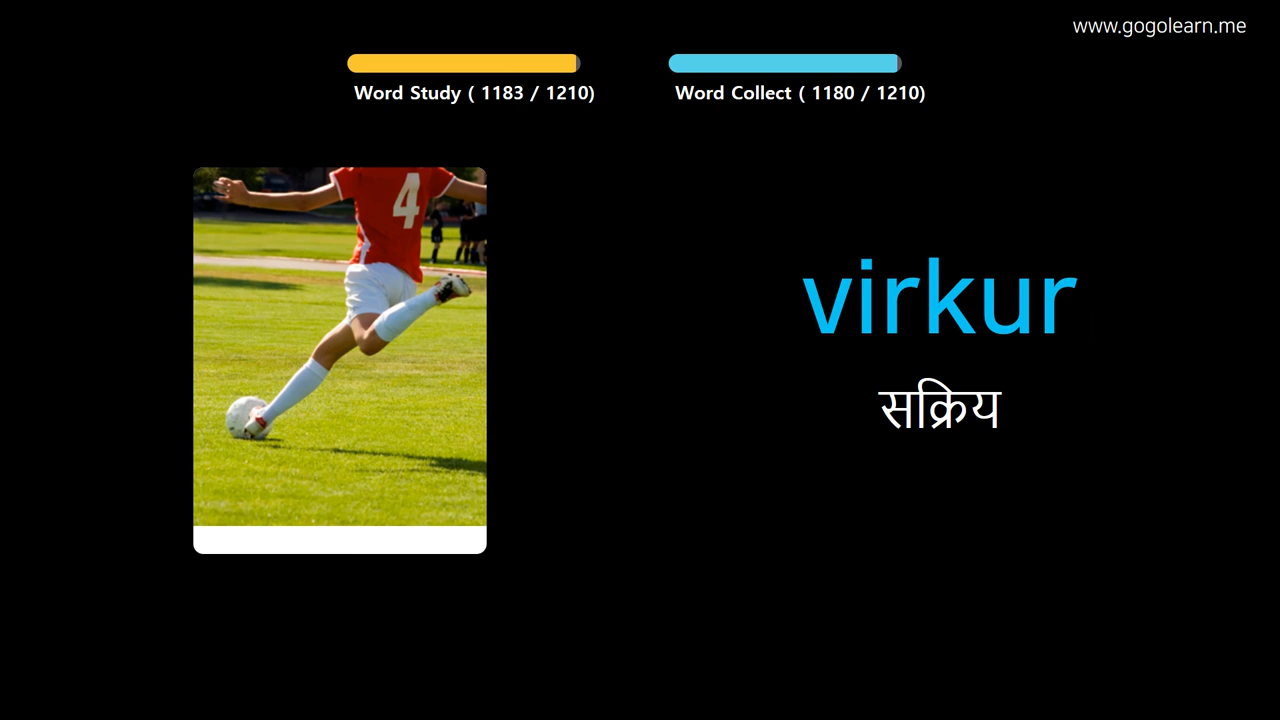 www.gogolearn.me
Word Study ( 1183 / 1210)
Word Collect ( 1180 / 1210)
4
virkur
सक्रिय